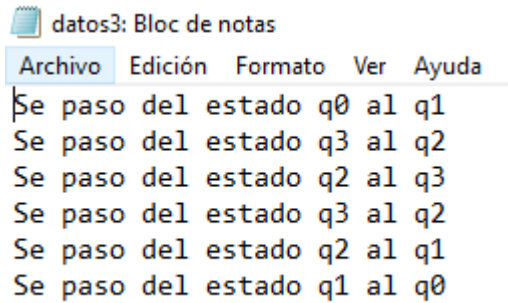 datos3: Bloc de notas
Archivo Edición Formato Ver Ayuda
Se paso del estado q0 al q1
Se paso del estado q3 al q2
Se paso del estado q2 al q3
Se paso del estado q3 al q2
Se paso del estado q2 al q1
Se paso del estado q1 al q0